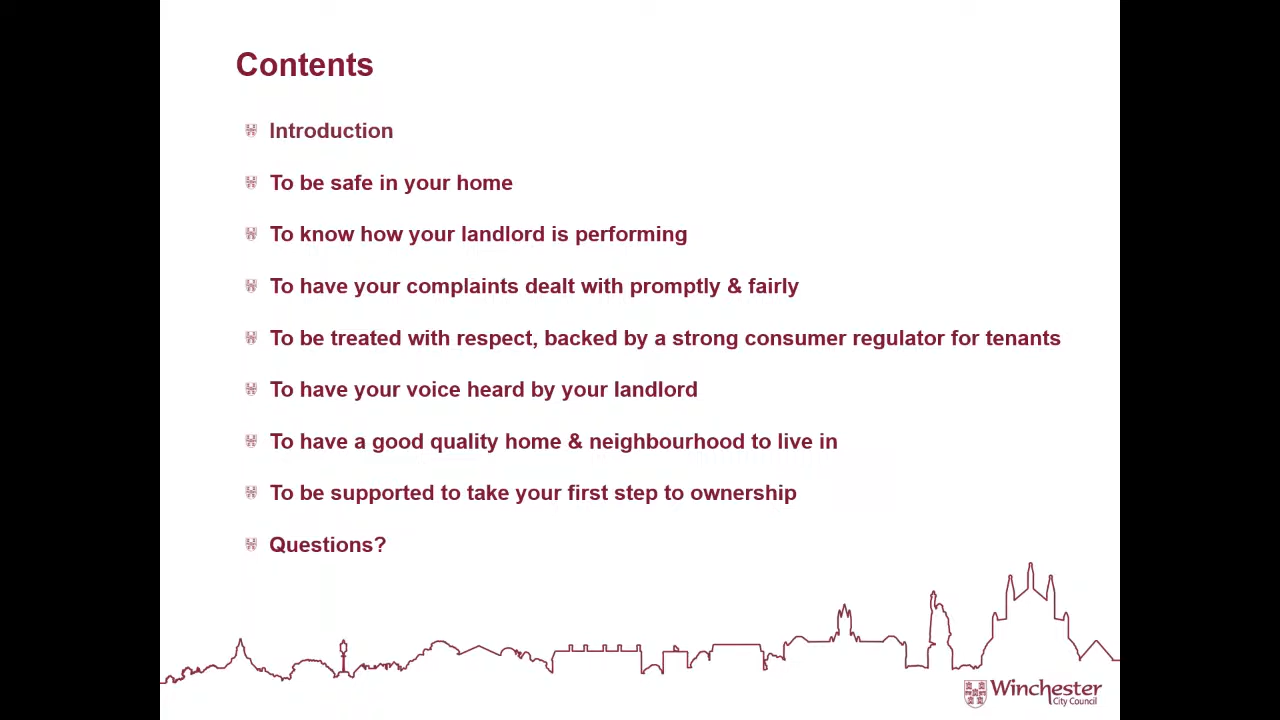 Contents
Introduction
To be safe in your home
To know how your landlord is performing
To have your complaints dealt with promptly & fairly
To be treated with respect, backed by a strong consumer regulator for tenants
To have your voice heard by your landlord
To have a good quality home & neighbourhood to live in
To be supported to take your first step to ownership
Questions?
Winchester
City Council